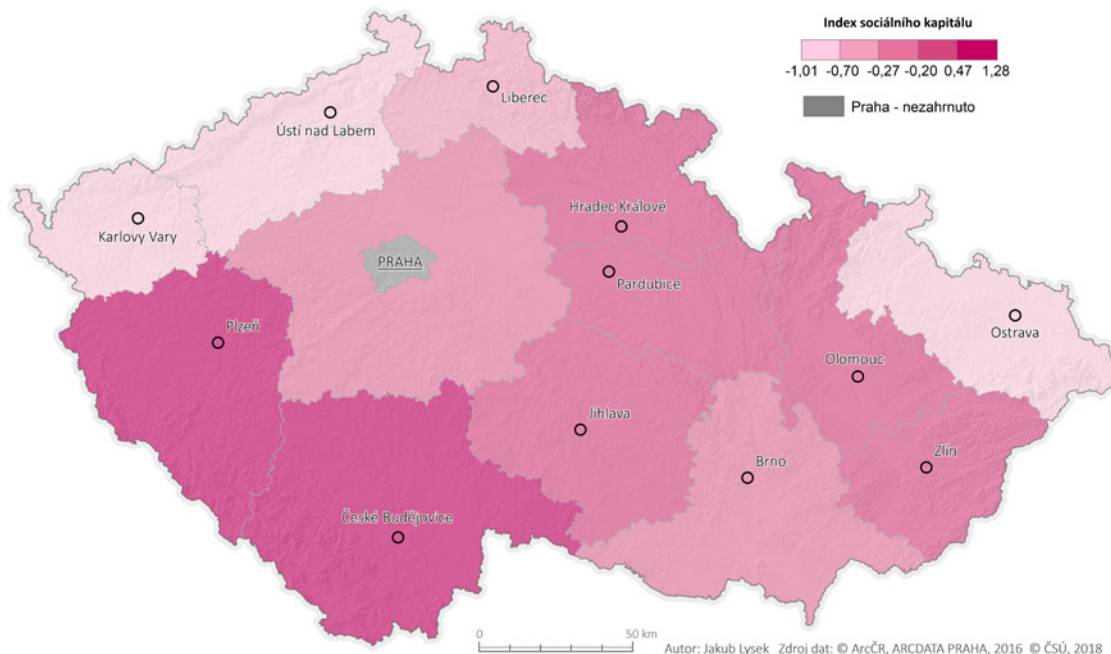 Index sociálního kapitálu
-1,01 -0,70 -0,27 -0,20 0,47 1,28
Praha - nezahrnuto
Liberec
Ústí nad Labem
Hradec Králové
Karlovy Vary
PRAHA
Pardubice
Ostrava
Plzeň
Olomouc
Jihlava
Brno
Zlín
České Budějovice
0 50 km
Autor: Jakub Lysek Zdroj dat: © ArcČR, ARCDATA PRAHA, 2016 © ČSÚ, 2018